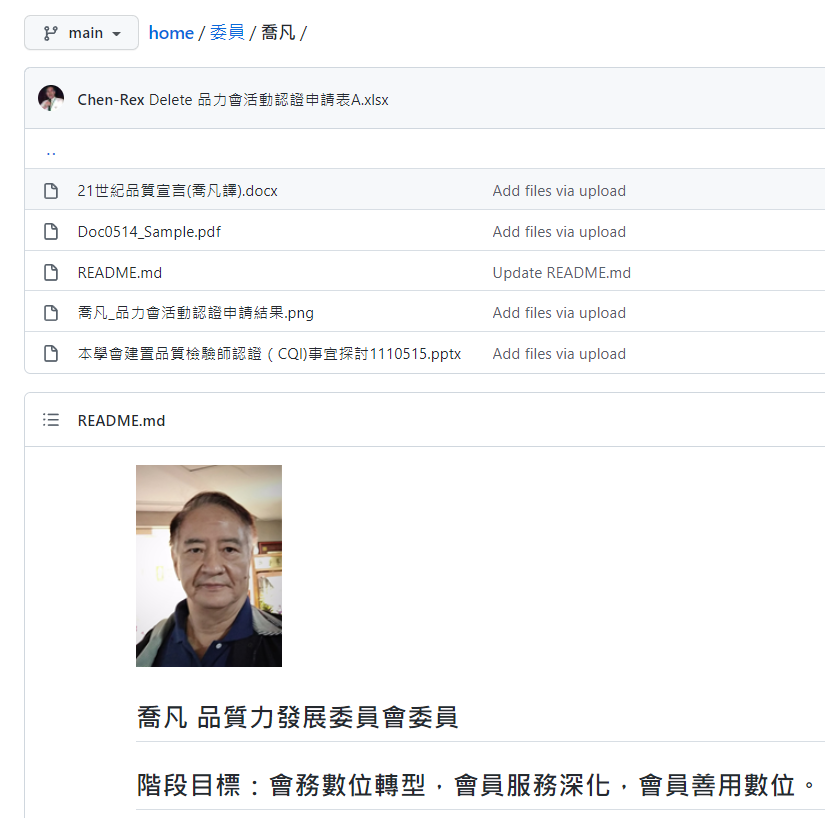 main home / 委員 / 喬凡 /
Chen-Rex Delete 品力會活動認證申請表A.xlsx
..
21世紀品質宣言(喬凡譯).docx Add files via upload
Doc0514_Sample.pdf Add files via upload
README.md Update README.md
喬凡_品力會活動認證申請結果.png Add files via upload
本學會建置品質檢驗師認證（CQI)事宜探討1110515.pptx Add files via upload
README.md
喬凡 品質力發展委員會委員
階段目標：會務數位轉型，會員服務深化，會員善用數位。